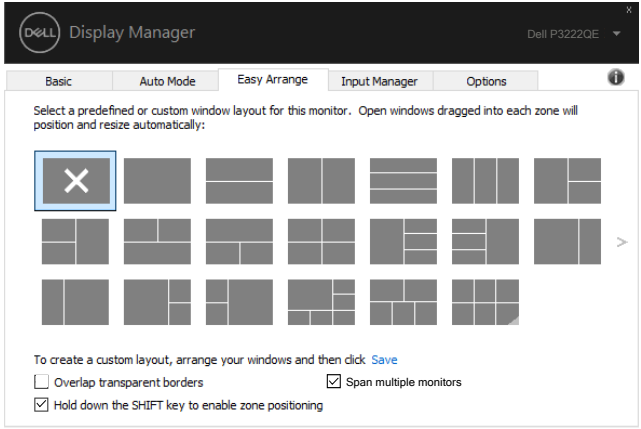 x
DELL Display Manager
Dell P3222QE
Basic Auto Mode Easy Arrange Input Manager Options
Select a predefined or custom window layout for this monitor. Open windows dragged into each zone will
position and resize automatically:
>
To create a custom layout, arrange your windows and then click Save
Overlap transparent borders Span multiple monitors
Hold down the SHIFT key to enable zone positioning